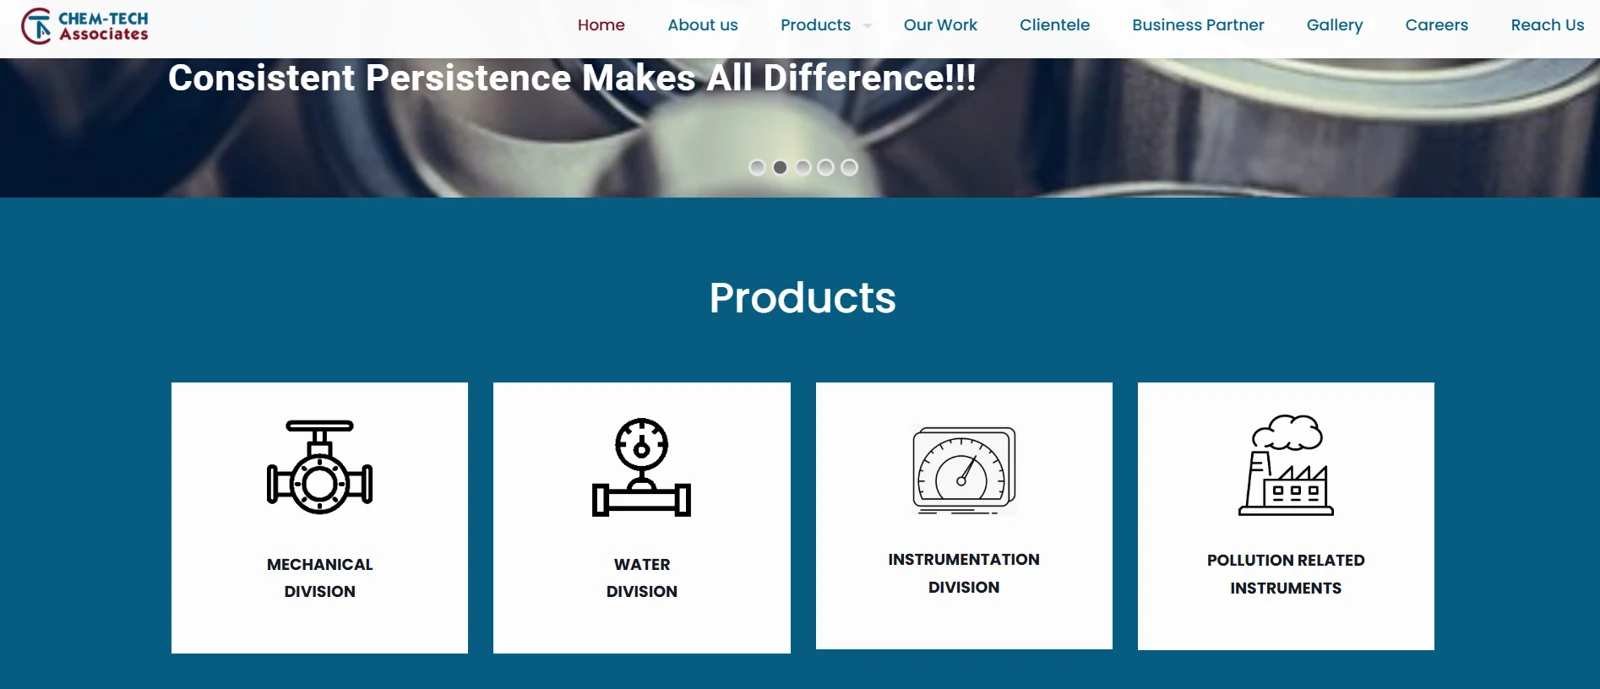 CHEM-TECH
Associates
Home About us Products Our Work Clientele Business Partner Gallery Careers Reach Us
Consistent Persistence Makes All Difference!!!
Products
MECHANICAL
DIVISION
WATER
DIVISION
INSTRUMENTATION
DIVISION
POLLUTION RELATED
INSTRUMENTS